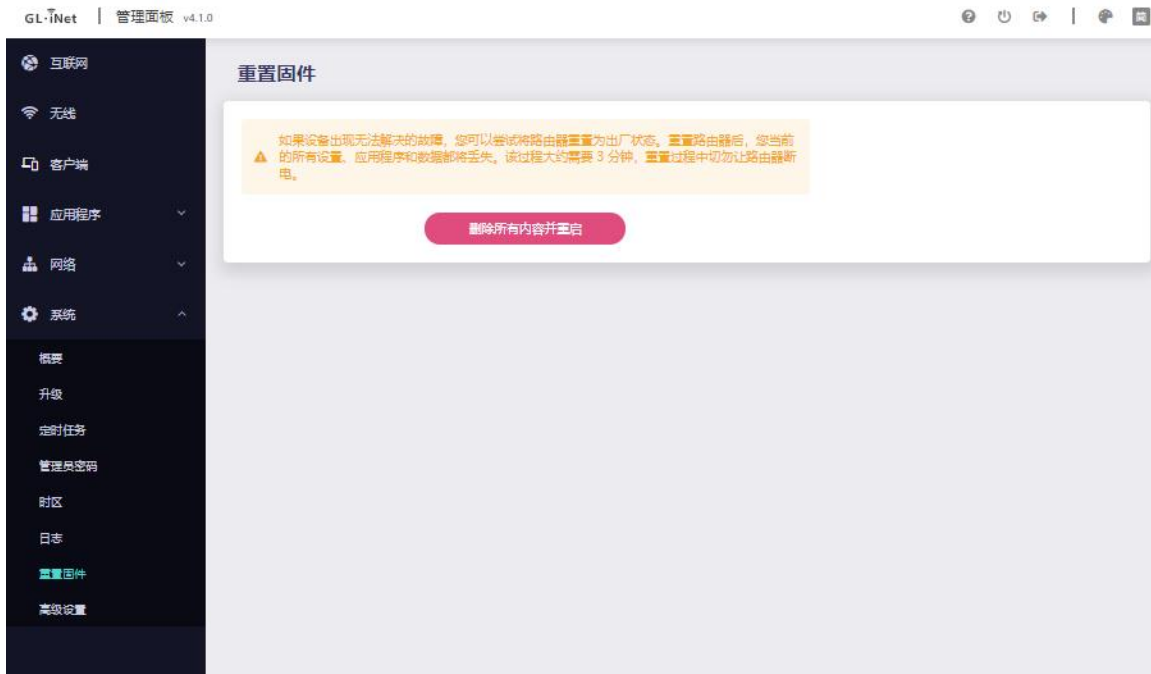 GL·iNet | 管理面板 v4.1.0
简
互联网
无线
客户端
应用程序
网络
系统
概要
升级
定时任务
管理员密码
时区
日志
重置固件
高级设置
重置固件
如果设备出现无法解决的故障，您可以尝试将路由器重置为出厂状态。重置路由器后，您当前
的所有设置、应用程序和数据都将丢失。该过程大约需要 3 分钟，重置过程中切勿让路由器断
电。
删除所有内容并重启